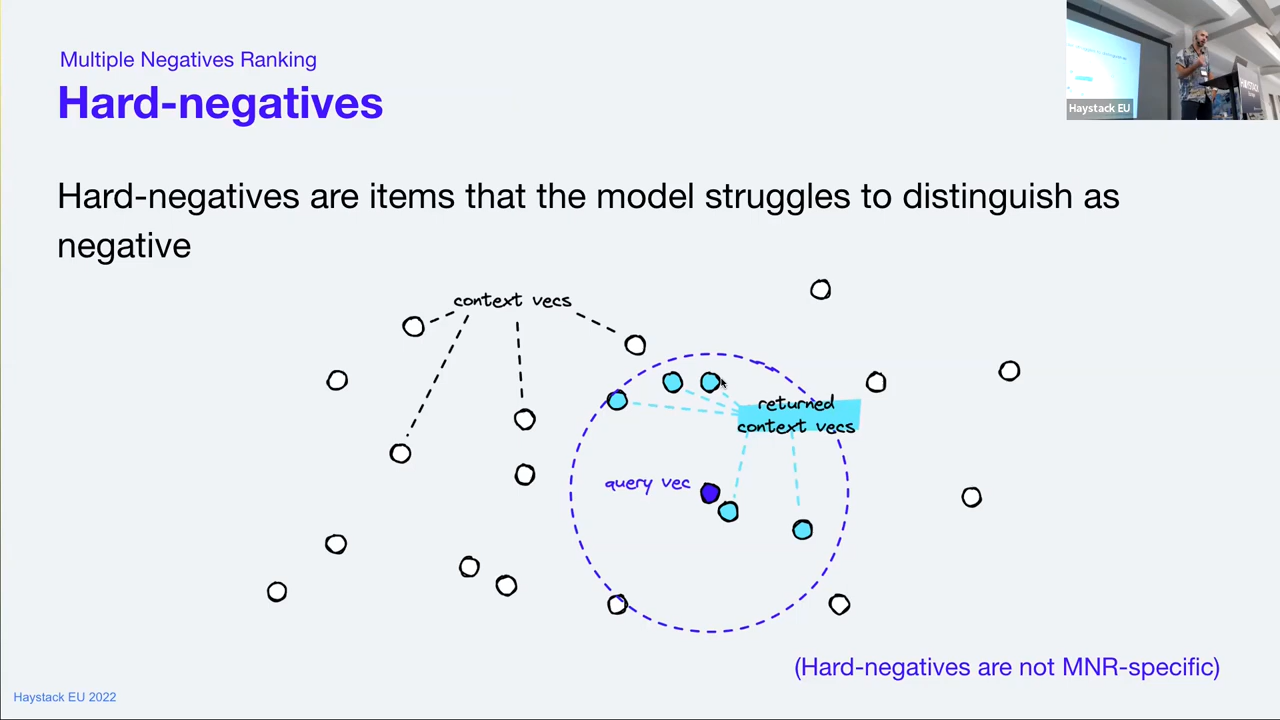 Multiple Negatives Ranking
Hard-negatives
Haystack EU
Hard-negatives are items that the model struggles to distinguish as
negative
context vecs
returned
context vecs
query vec
(Hard-negatives are not MNR-specific)
Haystack EU 2022